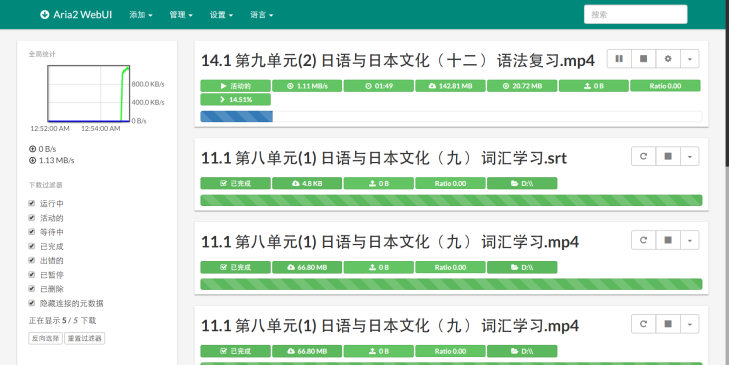 Aria2 WebUI 添加 管理 设置 语言 搜索
全局统计
800.0 KB/s
400.0 KB/s
0 B/s
12:52:00 AM 12:54:00 AM
0 B/s
1.13 MB/s
下载过滤器
运行中
活动的
等待中
已完成
出错的
已暂停
已删除
隐藏连接的元数据
正在显示 5 / 5 下载
反向选择 重置过滤器
14.1 第九单元(2) 日语与日本文化（十二）语法复习.mp4
活动的 1.11 MB/s 01:49 142.81 MB 20.72 MB 0 B Ratio 0.00
14.51%
11.1 第八单元(1) 日语与日本文化（九）词汇学习.srt
已完成 4.8 KB 0 B Ratio 0.00 D:\\
11.1 第八单元(1) 日语与日本文化（九）词汇学习.mp4
已完成 66.80 MB 0 B Ratio 0.00 D:\\
11.1 第八单元(1) 日语与日本文化（九）词汇学习.mp4
已完成 66.80 MB 0 B Ratio 0.00 D:\\